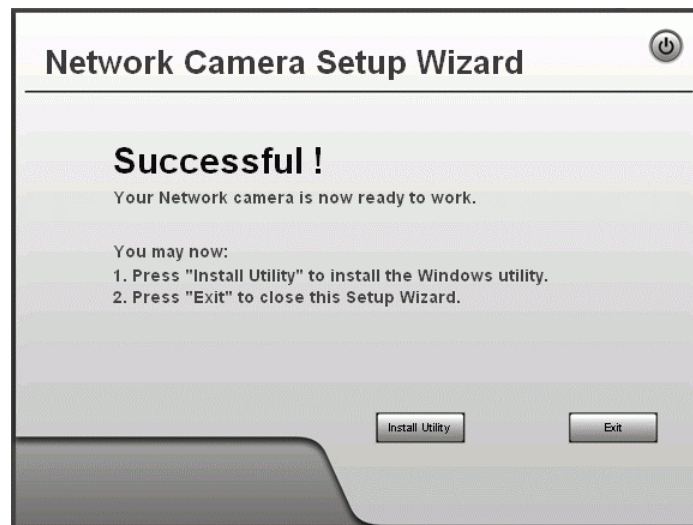 Network Camera Setup Wizard
Successful !
Your Network camera is now ready to work.
You may now:
1. Press "Install Utility" to install the Windows utility.
2. Press "Exit" to close this Setup Wizard.
Install Utility
Exit